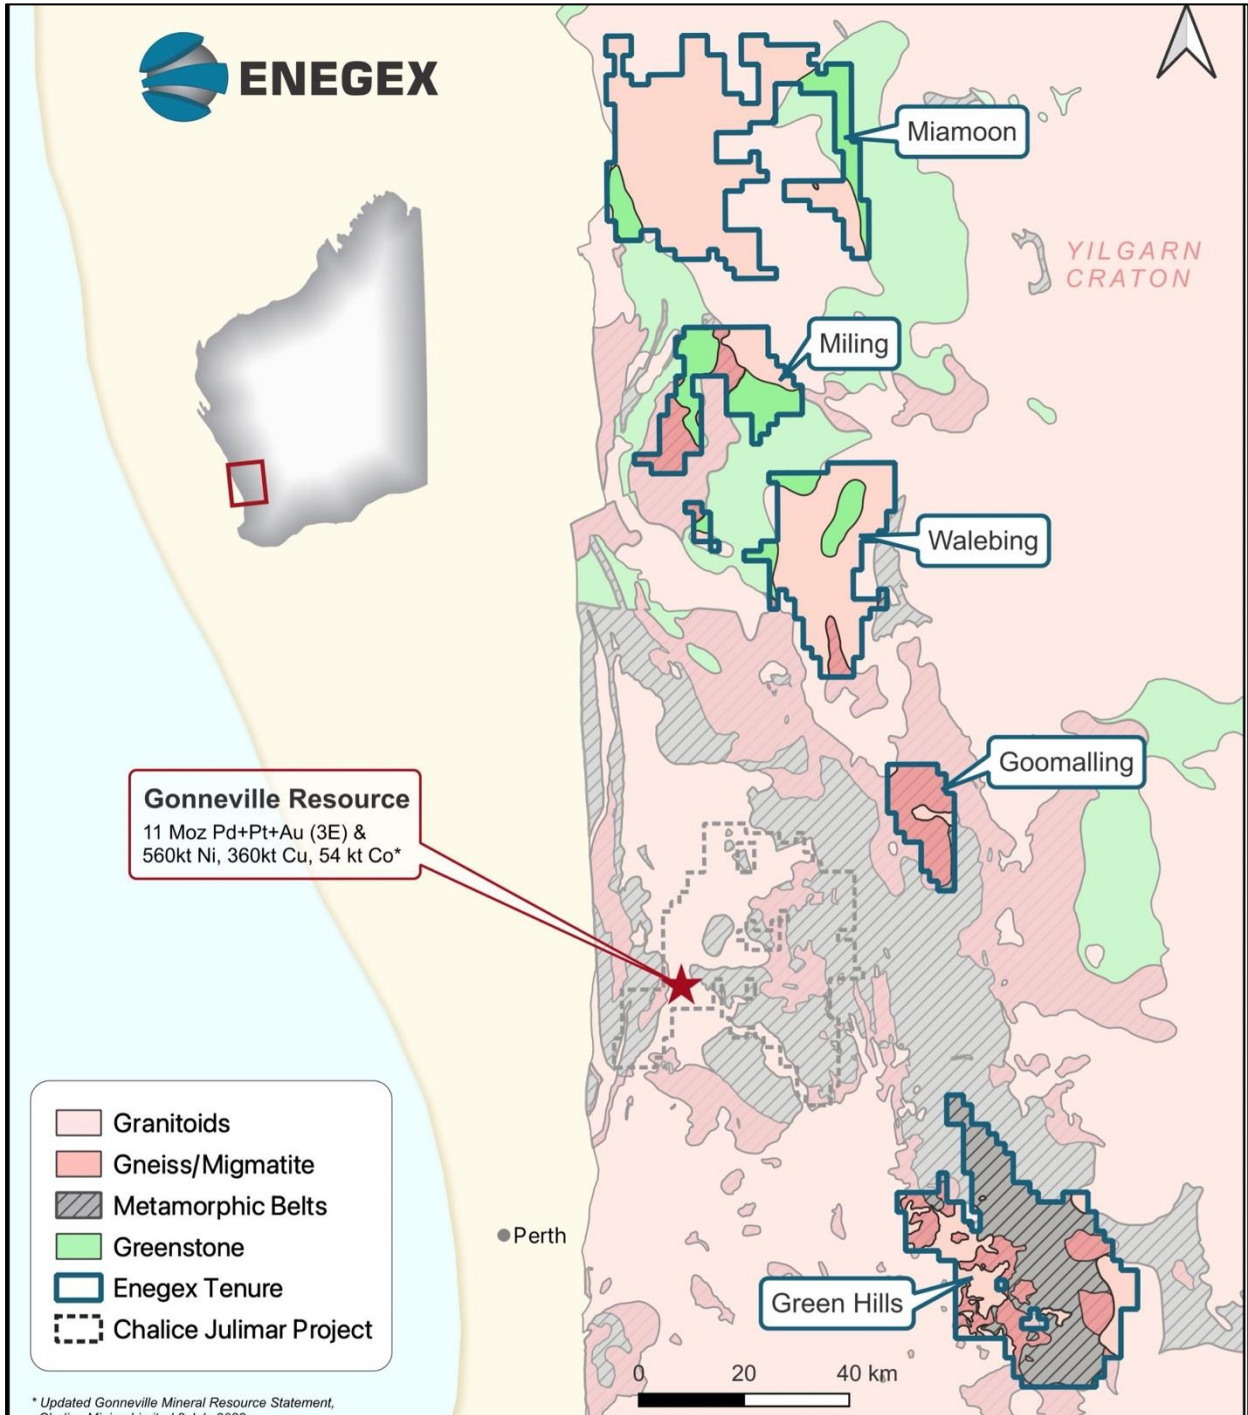 ENEGEX
Miamoon
YILGARN
CRATON
Miling
Walebing
Goomalling
Gonneville Resource
11 Moz Pd+Pt+Au (3E) &
560kt Ni, 360kt Cu, 54 kt Co*
Granitoids
Gneiss/Migmatite
Metamorphic Belts
Greenstone
Enegex Tenure
Chalice Julimar Project
Perth
Green Hills
0 20 40 km
* Updated Gonneville Mineral Resource Statement,